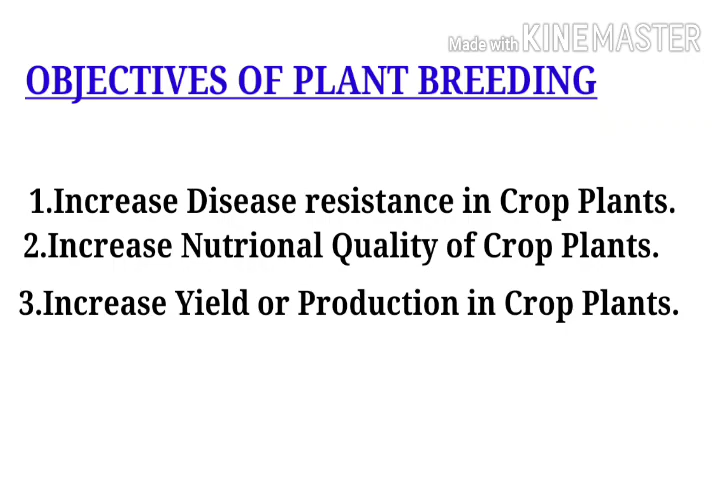 Made with KINEMASTER
OBJECTIVES OF PLANT BREEDING
1.Increase Disease resistance in Crop Plants.
2.Increase Nutrional Quality of Crop Plants.
3.Increase Yield or Production in Crop Plants.